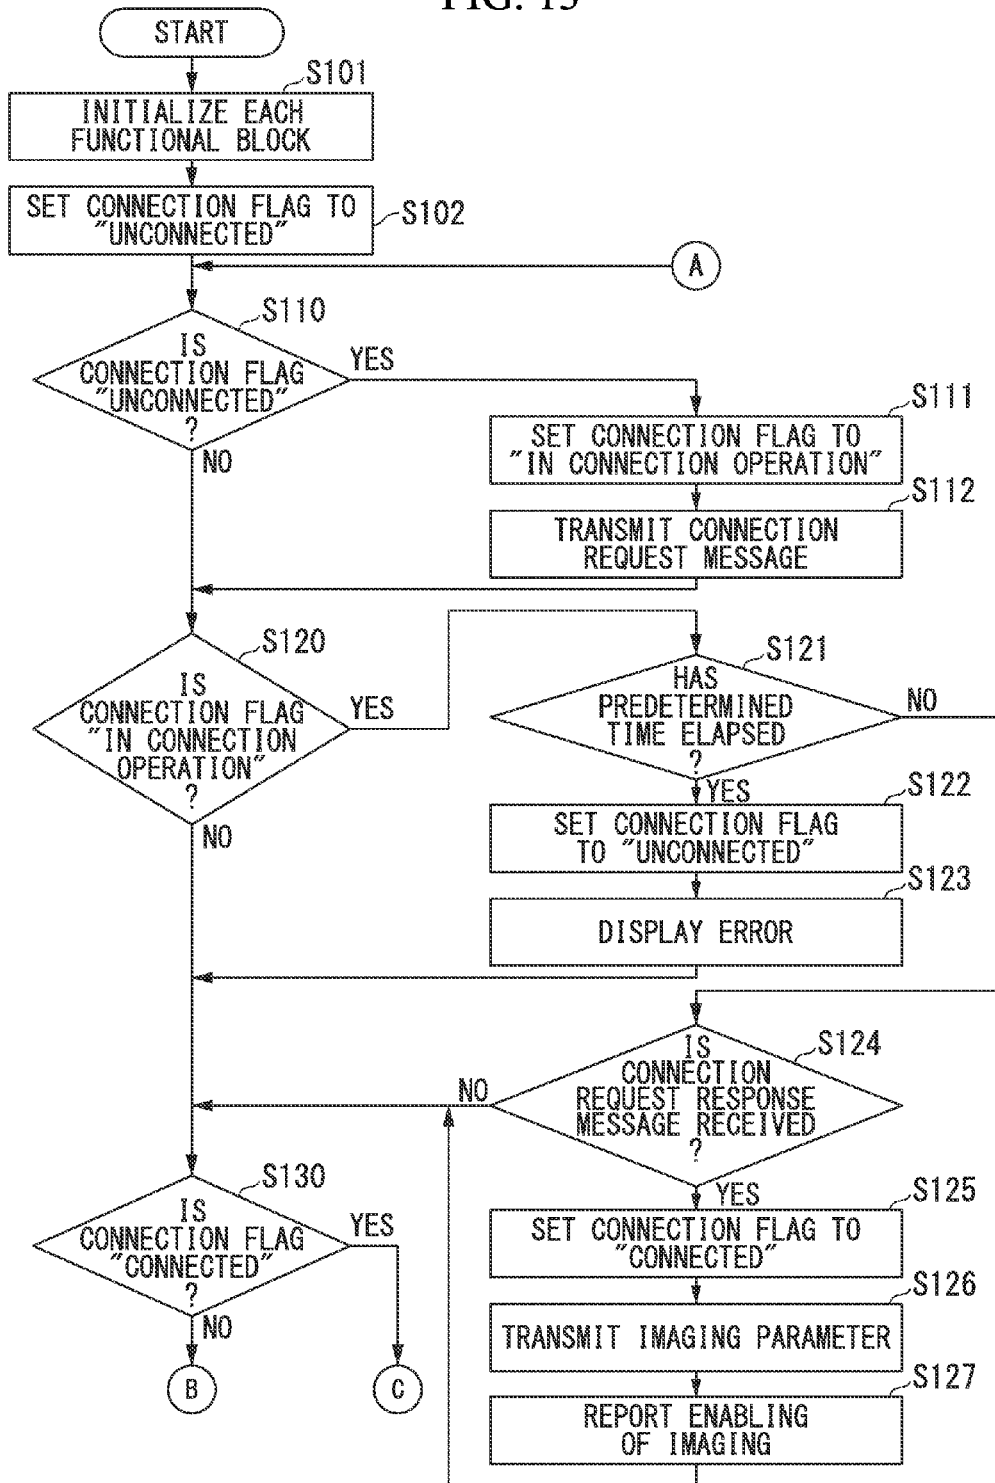 FIG. 13
START
S101
INITIALIZE EACH
FUNCTIONAL BLOCK
SET CONNECTION FLAG TO
"UNCONNECTED"
S102
A
S110
IS
CONNECTION FLAG
"UNCONNECTED"
?
YES
NO
S111
SET CONNECTION FLAG TO
"IN CONNECTION OPERATION"
S112
TRANSMIT CONNECTION
REQUEST MESSAGE
S120
IS
CONNECTION FLAG
"IN CONNECTION
OPERATION"
?
YES
NO
S121
HAS
PREDETERMINED
TIME ELAPSED
?
NO
YES
S122
SET CONNECTION FLAG
TO "UNCONNECTED"
S123
DISPLAY ERROR
S124
IS
CONNECTION
REQUEST RESPONSE
MESSAGE RECEIVED
?
NO
YES
S130
IS
CONNECTION FLAG
"CONNECTED"
?
YES
NO
S125
SET CONNECTION FLAG TO
"CONNECTED"
S126
TRANSMIT IMAGING PARAMETER
S127
REPORT ENABLING
OF IMAGING
B
C